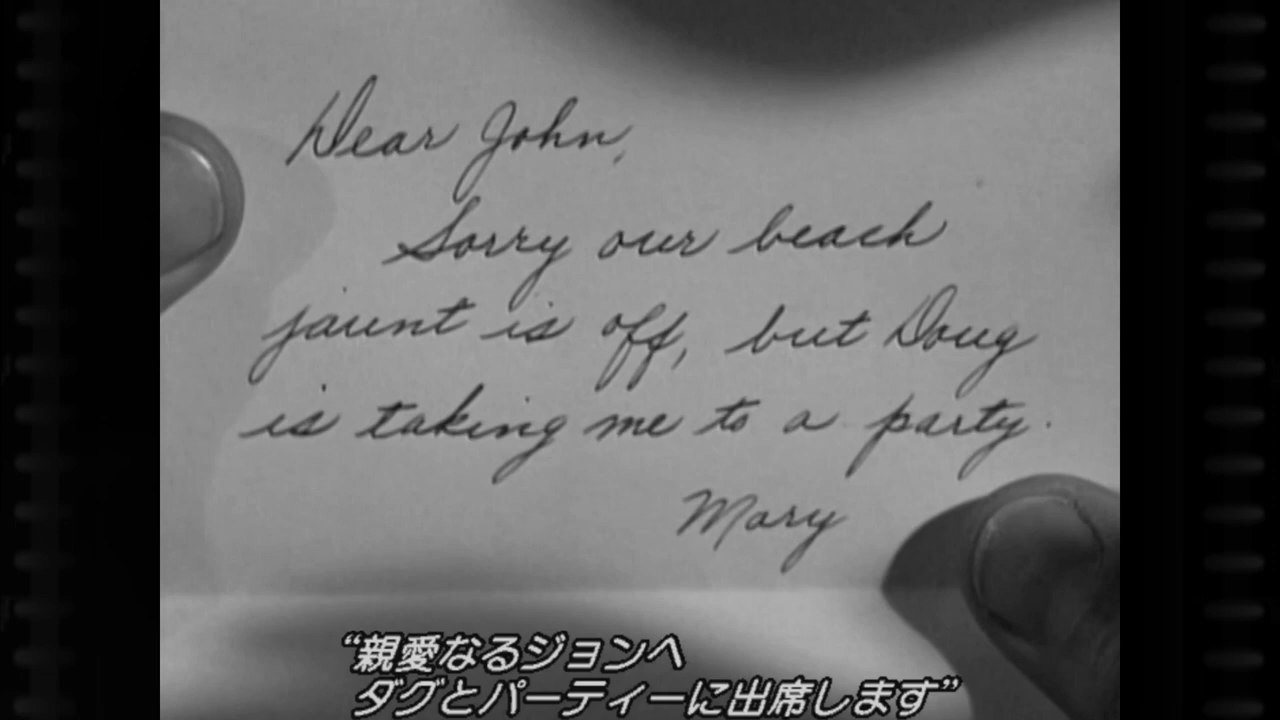 Dear John,
Sorry our beach
jaunt is off, but Doug
is taking me to a party.
Mary
“親愛なるジョンへ
ダグとパーティーに出席します”